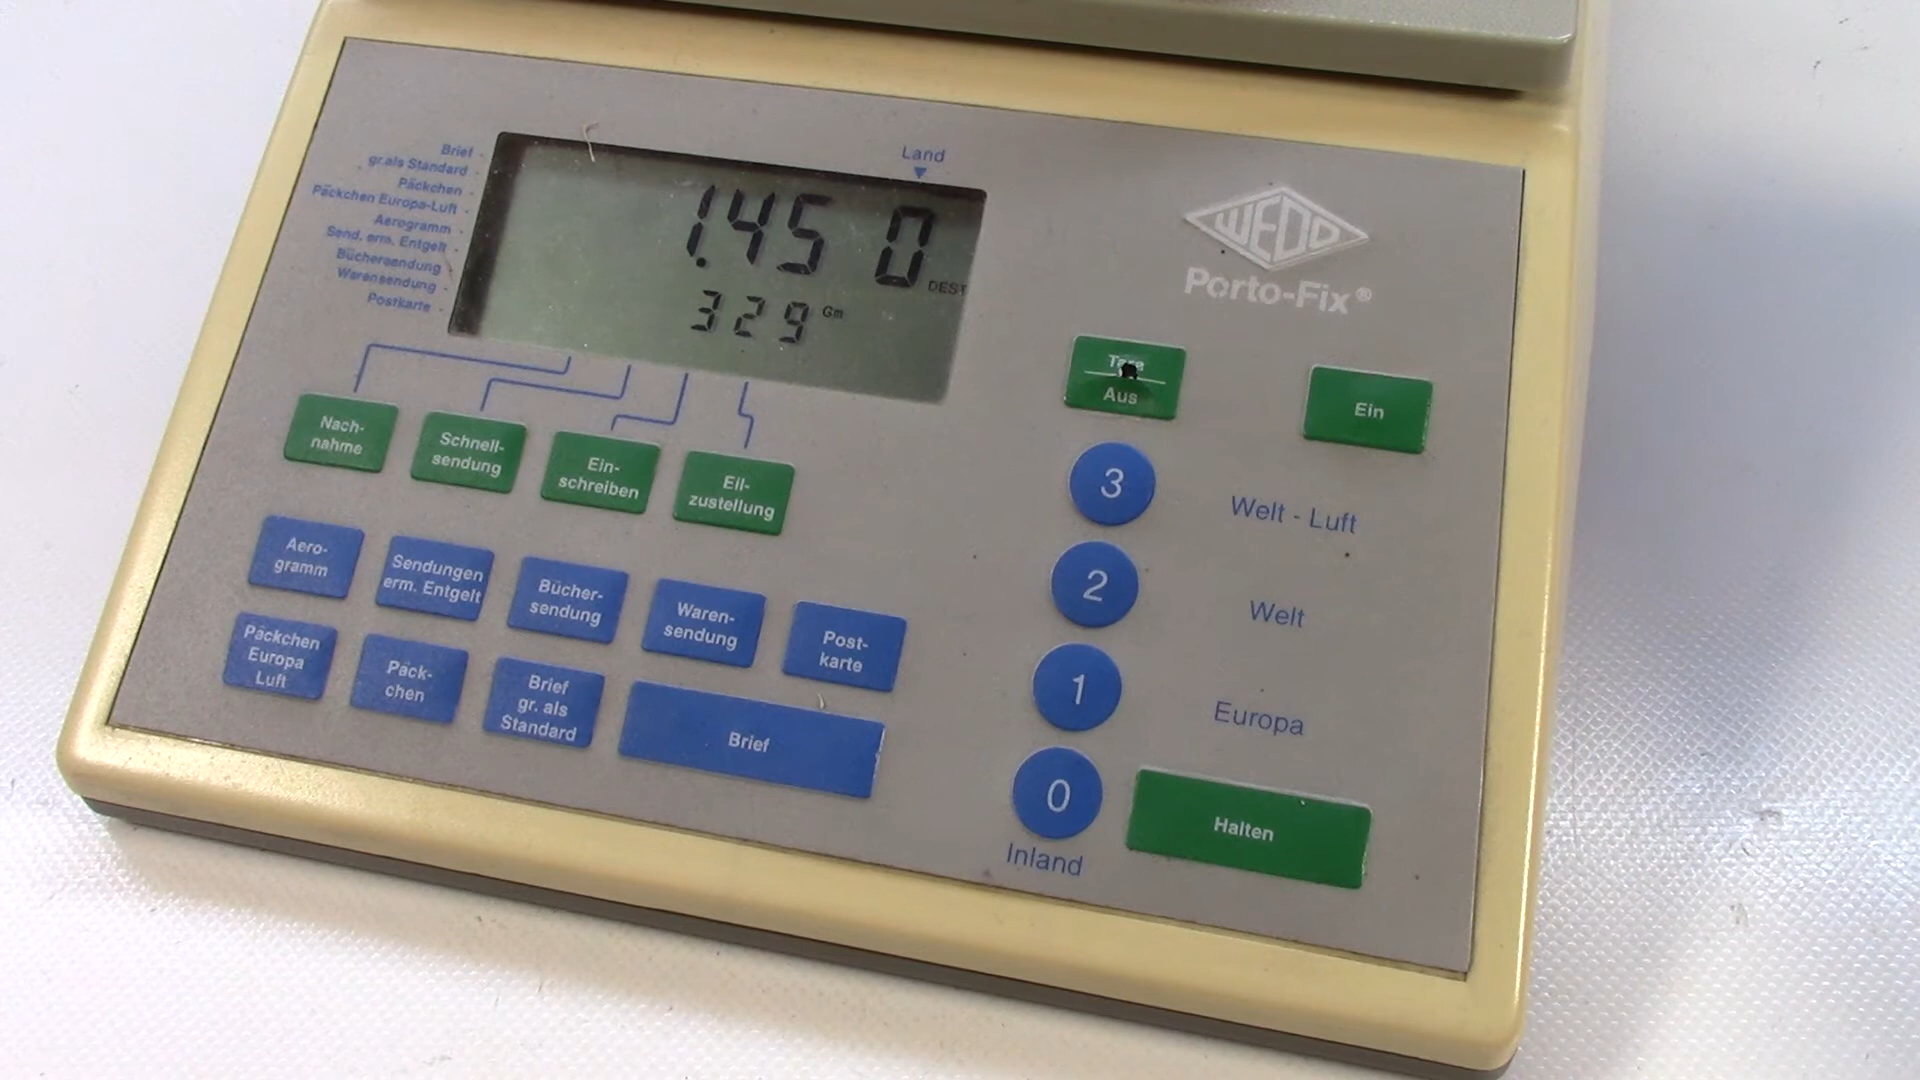 Brief -
gr.als Standard -
Päckchen -
Päckchen Europa-Luft -
Aerogramm -
Send. erm. Entgelt -
Büchersendung -
Warensendung -
Postkarte -
Land
1.45 0
DEST
329 Gm
WEDO
Porto-Fix®
Tara
Aus
Ein
Nach-
nahme
Schnell-
sendung
Ein-
schreiben
Eil-
zustellung
3
Welt - Luft
Aero-
gramm
Sendungen
erm. Entgelt
Bücher-
sendung
Waren-
sendung
Post-
karte
2
Welt
Päckchen
Europa
Luft
Päck-
chen
Brief
gr. als
Standard
Brief
1
Europa
0
Inland
Halten